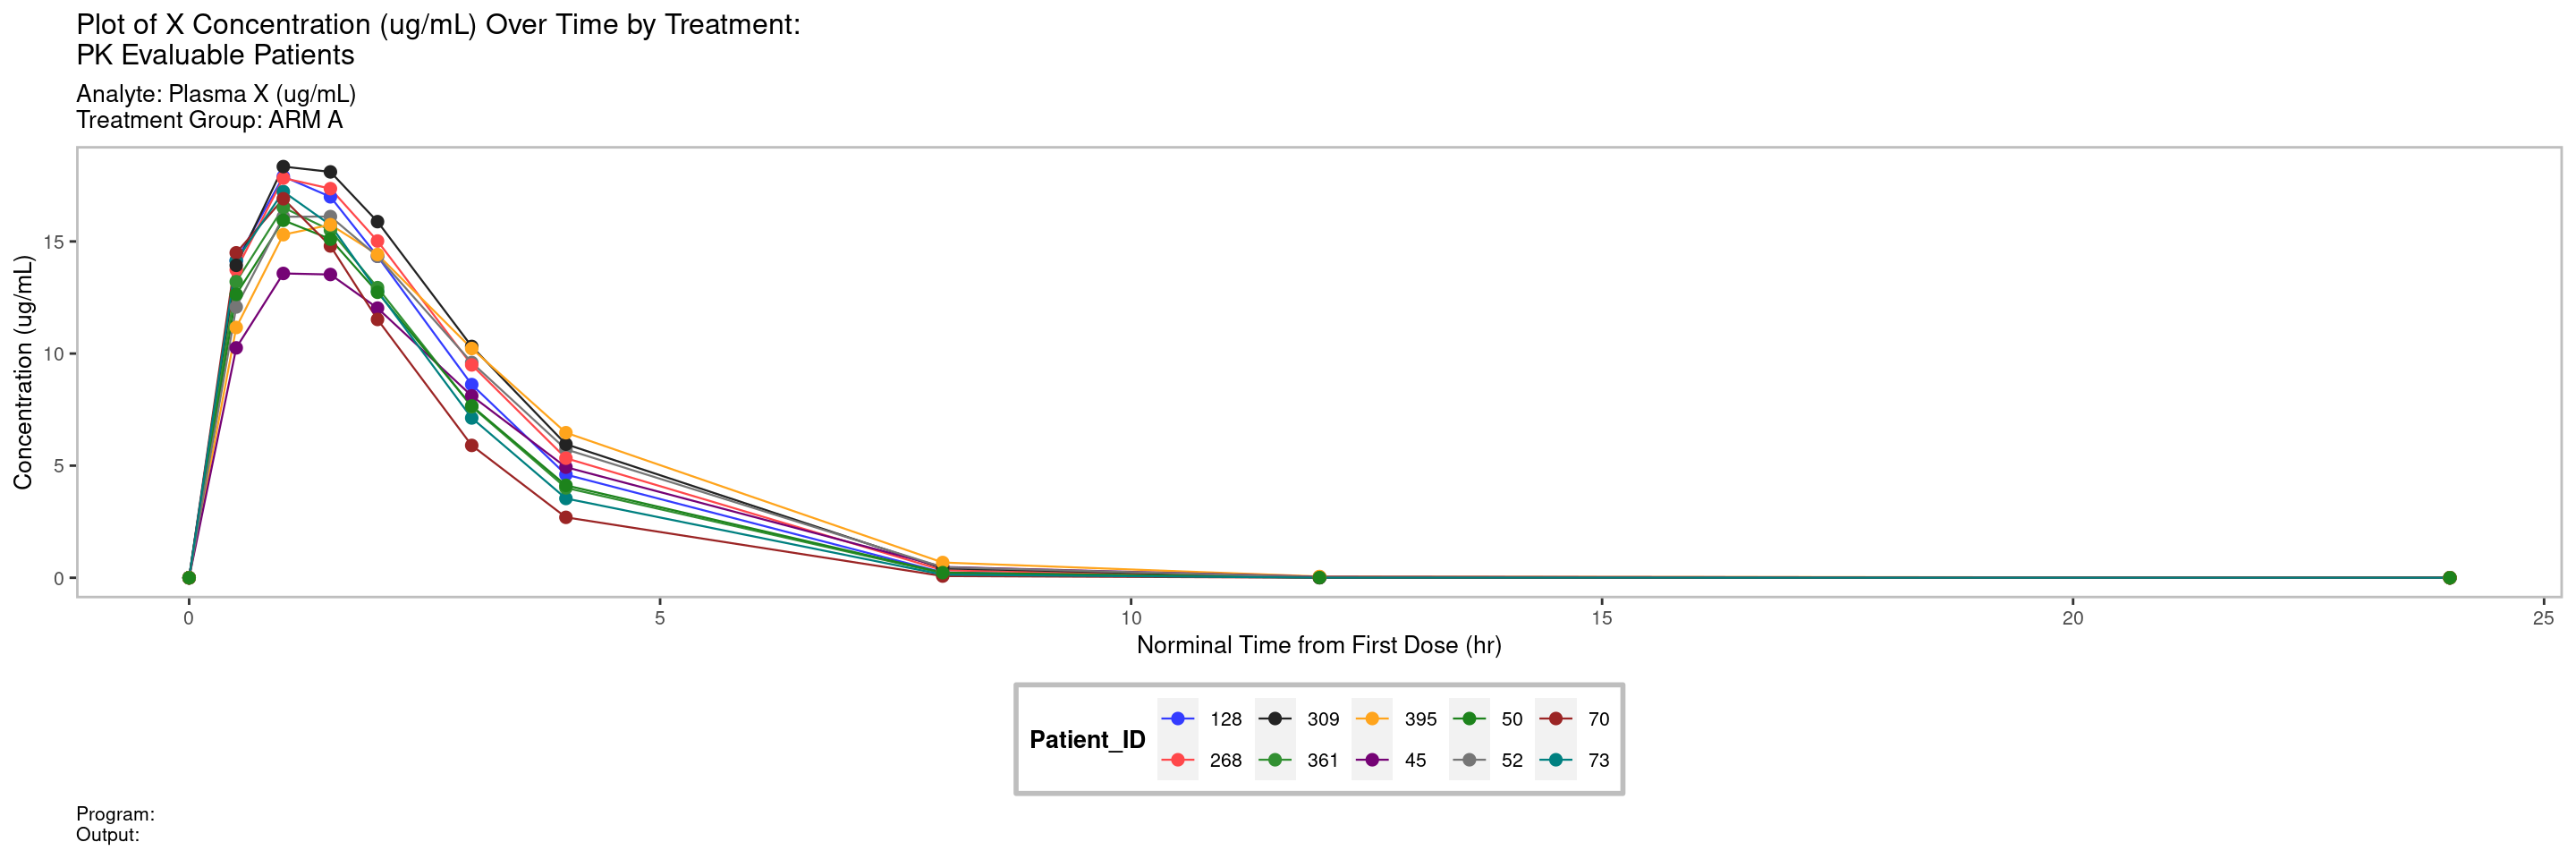 Plot of X Concentration (ug/mL) Over Time by Treatment:
PK Evaluable Patients
Analyte: Plasma X (ug/mL)
Treatment Group: ARM A
Concentration (ug/mL)
15
10
5
0
0 5 10 15 20 25
Norminal Time from First Dose (hr)
Patient_ID
128 309 395 50 70
268 361 45 52 73
Program:
Output: